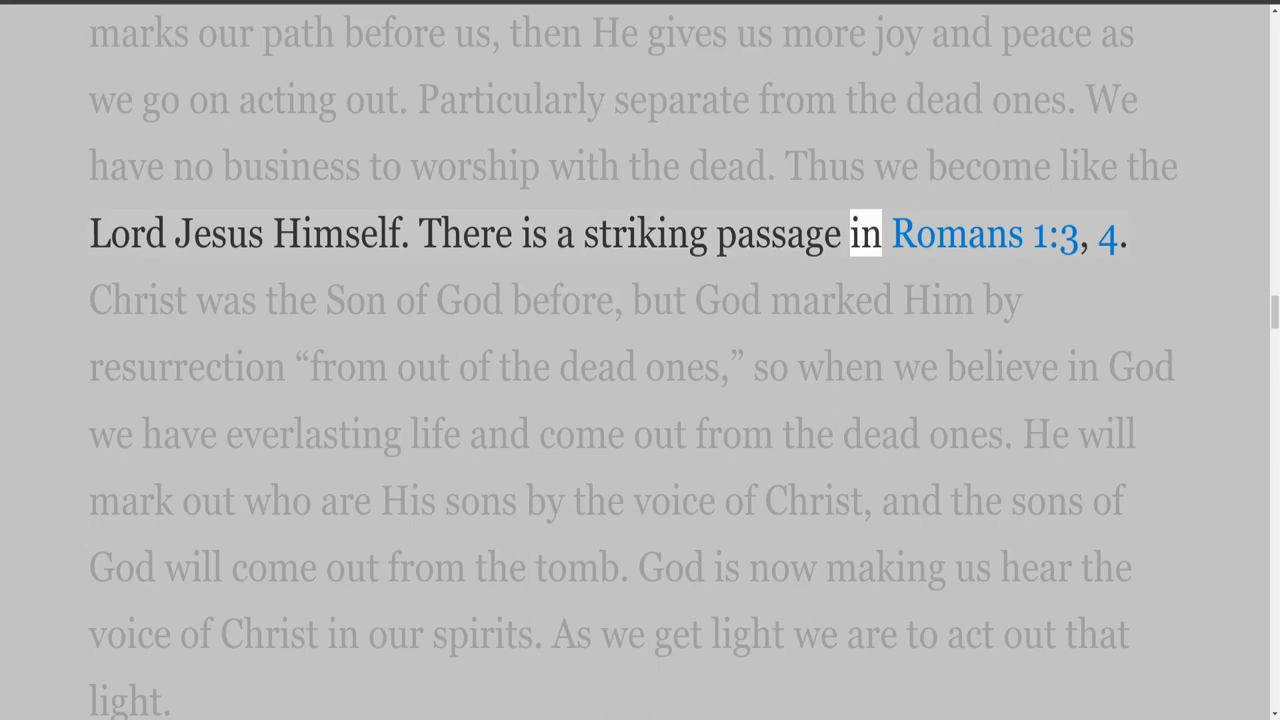 marks our path before us, then He gives us more joy and peace as
we go on acting out. Particularly separate from the dead ones. We
have no business to worship with the dead. Thus we become like the
Lord Jesus Himself. There is a striking passage in Romans 1:3, 4.
Christ was the Son of God before, but God marked Him by
resurrection “from out of the dead ones,” so when we believe in God
we have everlasting life and come out from the dead ones. He will
mark out who are His sons by the voice of Christ, and the sons of
God will come out from the tomb. God is now making us hear the
voice of Christ in our spirits. As we get light we are to act out that
light.